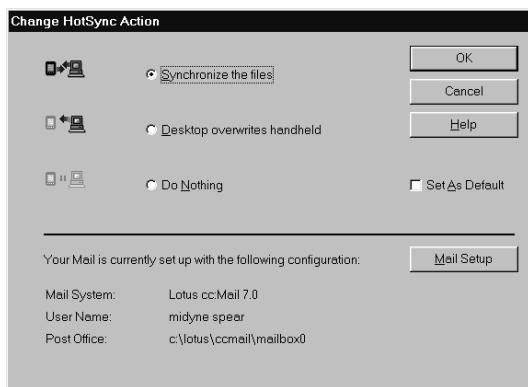 Change HotSync Action
Synchronize the files
OK
Cancel
Desktop overwrites handheld
Help
Do Nothing
Set As Default
Your Mail is currently set up with the following configuration:
Mail Setup
Mail System: Lotus cc:Mail 7.0
User Name: midyne spear
Post Office: c:\lotus\ccmail\mailbox0